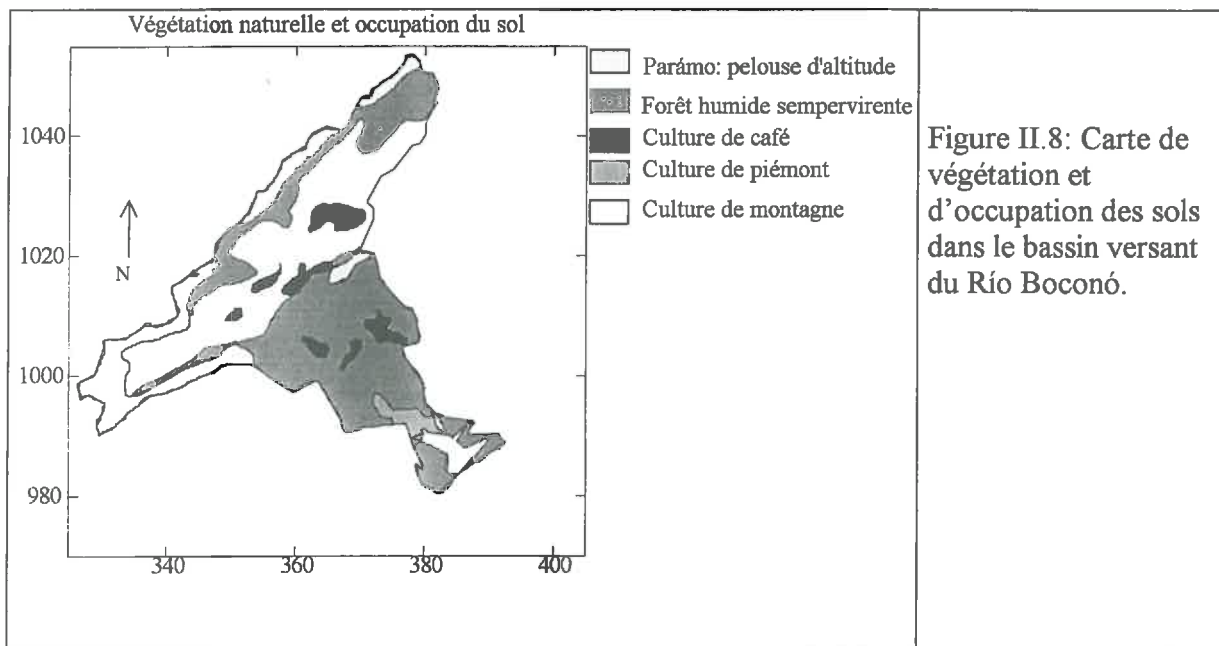 Végétation naturelle et occupation du sol
Parámo: pelouse d'altitude
Forêt humide sempervirente
Culture de café
Culture de piémont
Culture de montagne
1040
1020
1000
980
N
340
360
380
400
Figure II.8: Carte de
végétation et
d'occupation des sols
dans le bassin versant
du Río Boconó.